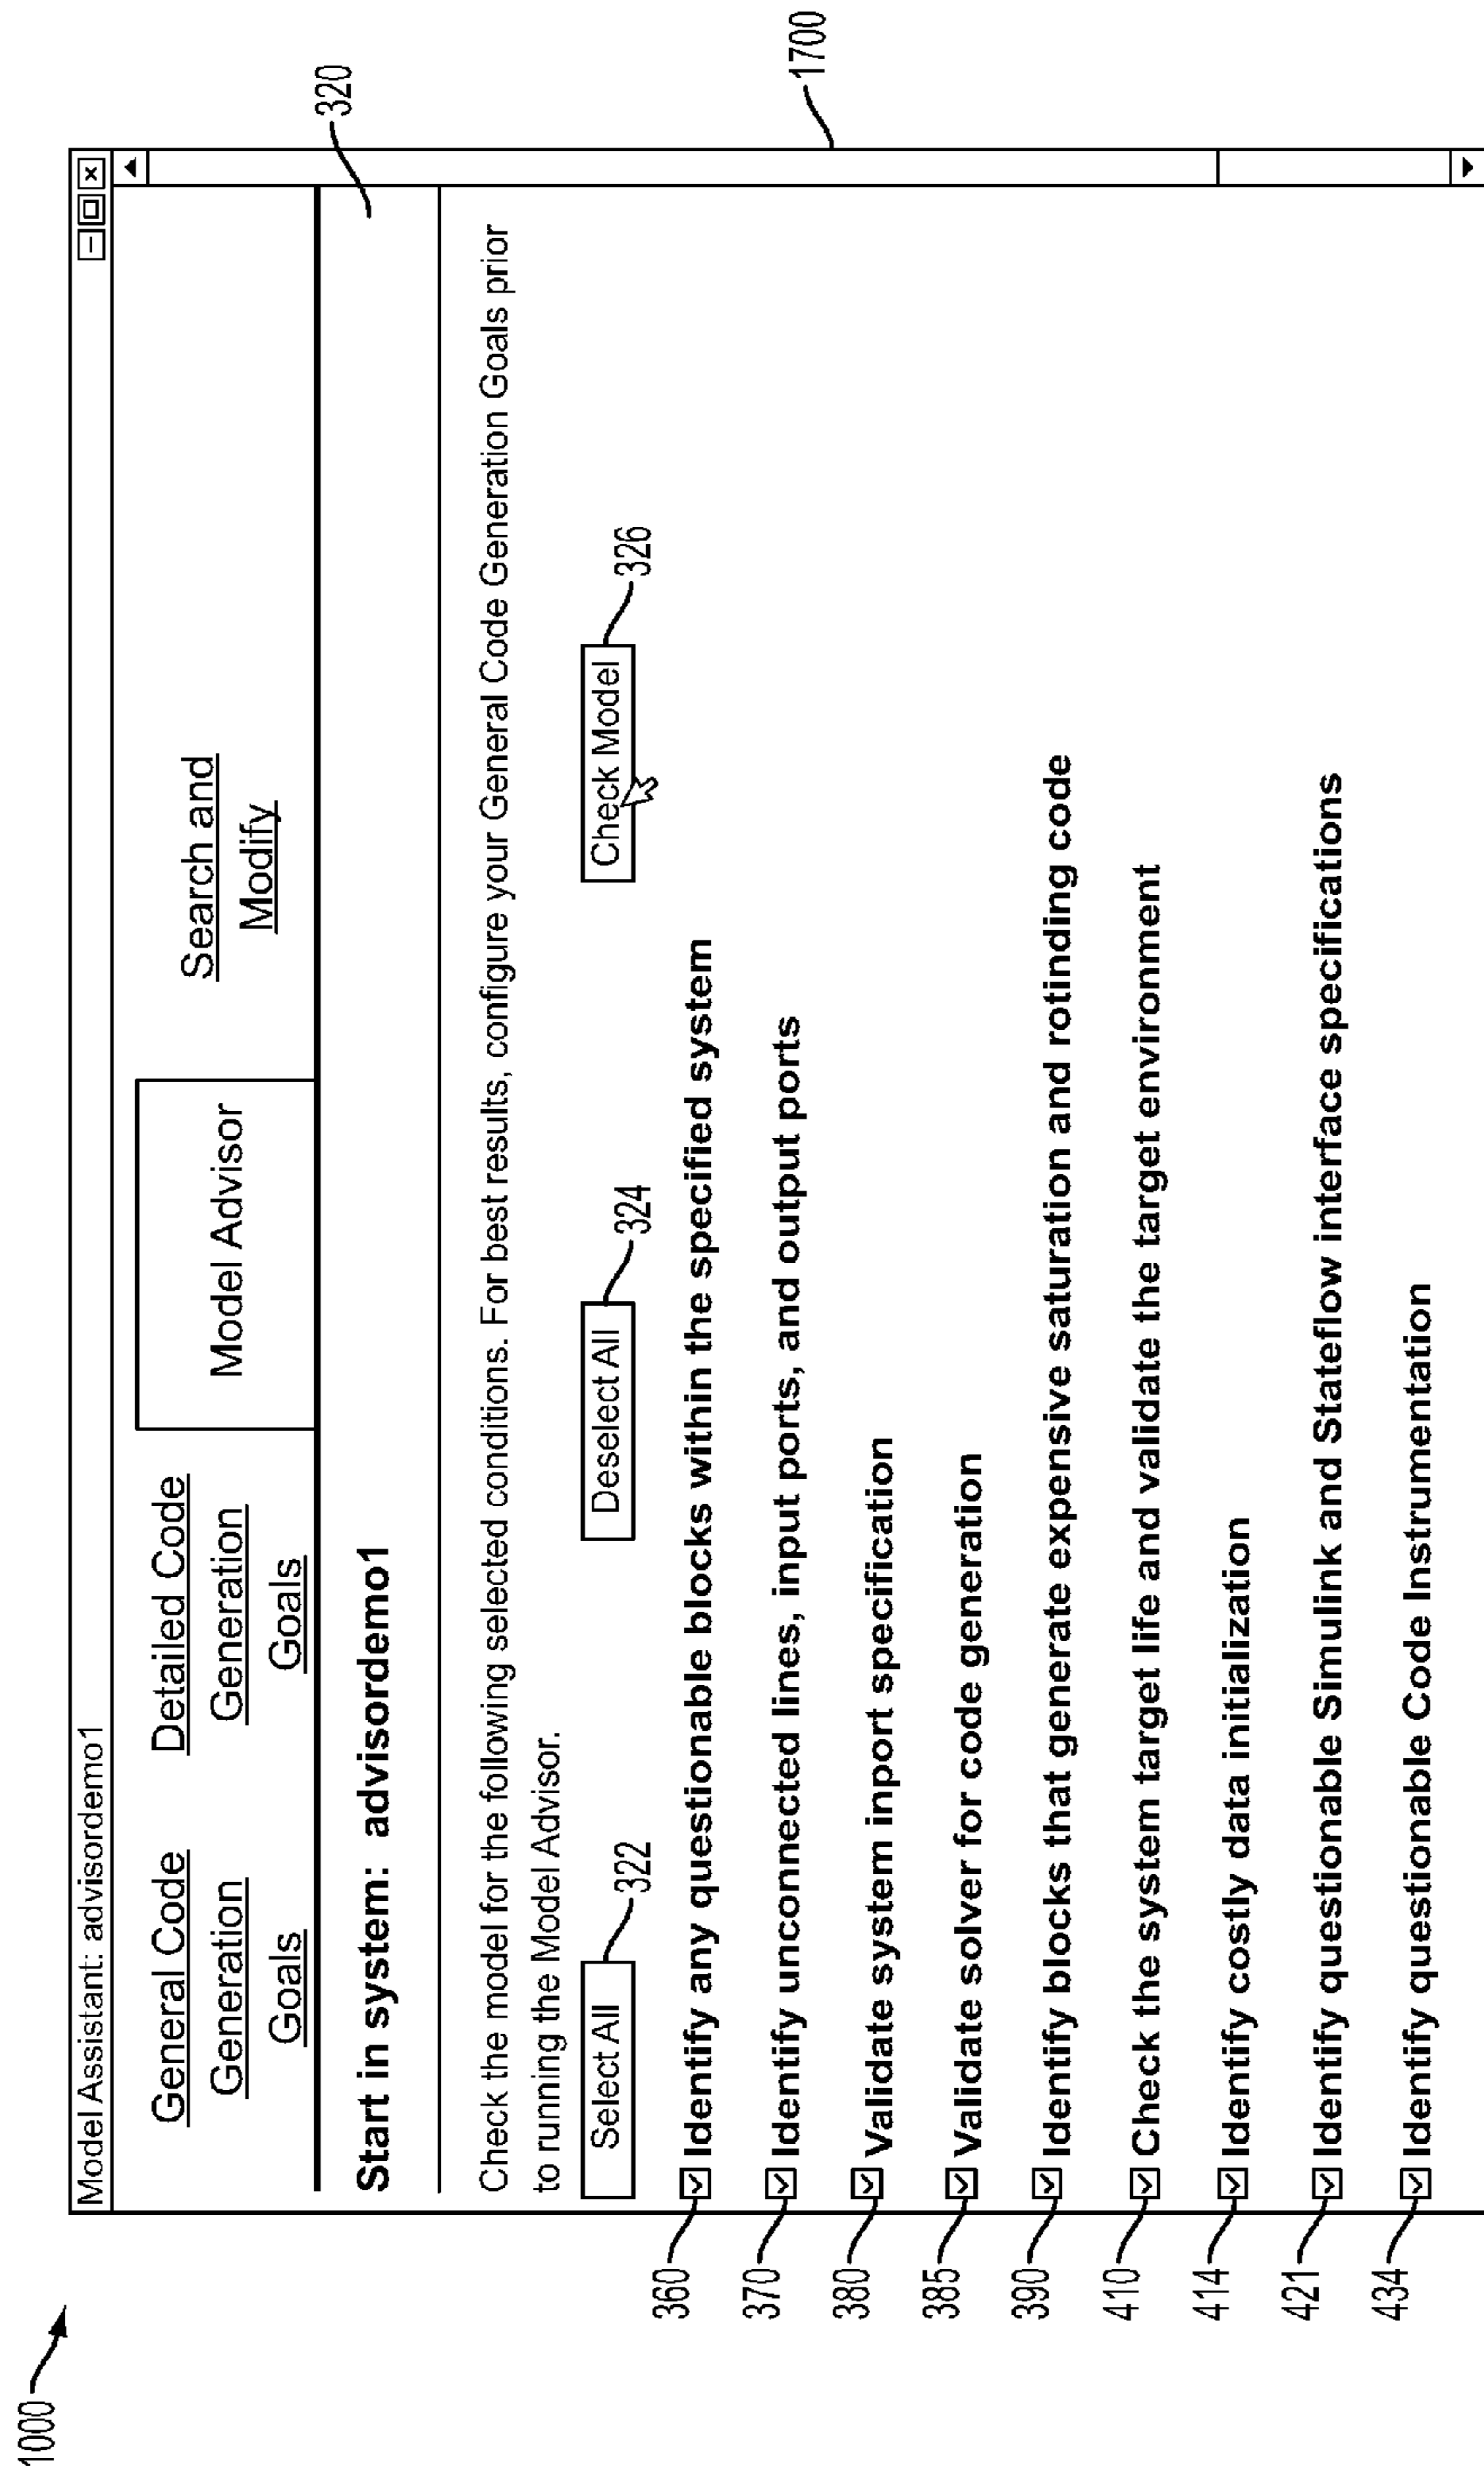 1000
Model Assistant: advisordemo1
General Code
Generation
Goals
Detailed Code
Generation
Goals
Model Advisor
Search and
Modify
320
Start in system: advisordemo1
Check the model for the following selected conditions. For best results, configure your General Code Generation Goals prior
to running the Model Advisor.
Select All
322
Deselect All
324
Check Model
326
1700
360 Identify any questionable blocks within the specified system
370 Identify unconnected lines, input ports, and output ports
380 Validate system inport specification
385 Validate solver for code generation
390 Identify blocks that generate expensive saturation and rotinding code
410 Check the system target life and validate the target environment
414 Identify costly data initialization
421 Identify questionable Simulink and Stateflow interface specifications
434 Identify questionable Code Instrumentation